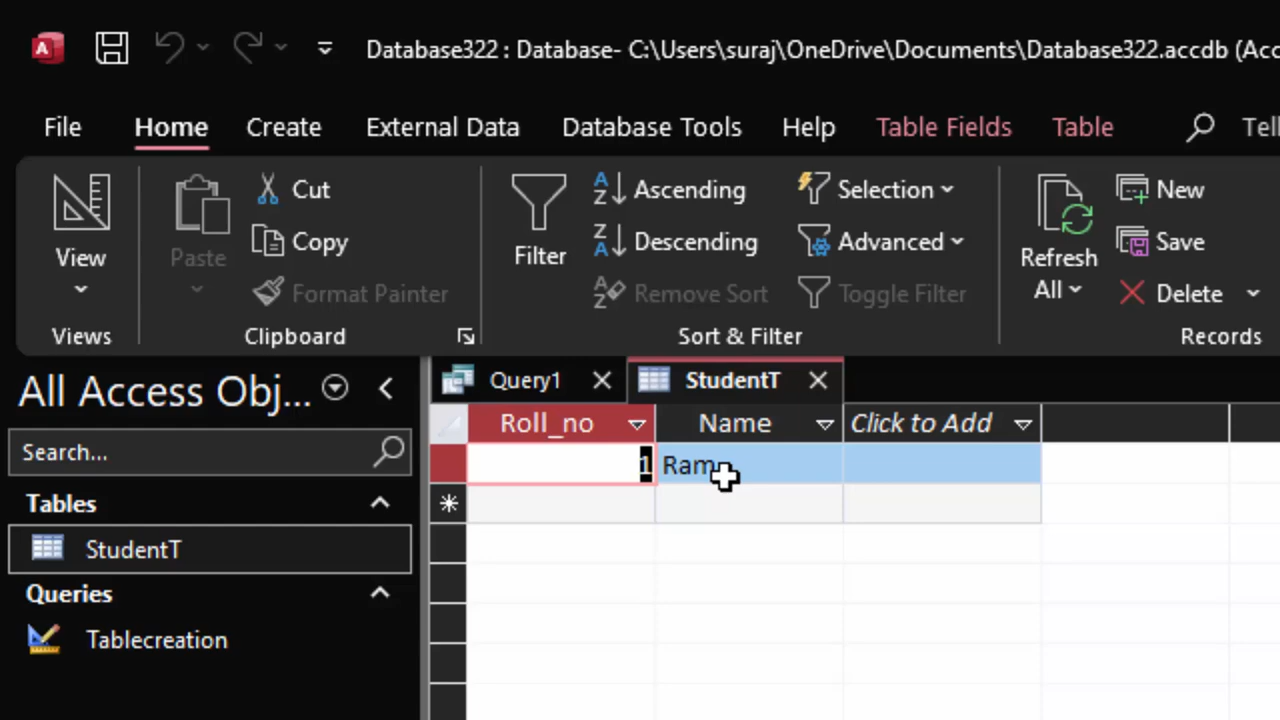 Database322 : Database- C:\Users\suraj\OneDrive\Documents\Database322.accdb (Acc
File Home Create External Data Database Tools Help Table Fields Table Tell
View
Views
Paste
Cut
Copy
Format Painter
Clipboard
Filter
Ascending
Descending
Remove Sort
Selection
Advanced
Toggle Filter
Sort & Filter
Refresh
All
New
Save
Delete
Records
All Access Obj...
Search...
Tables
StudentT
Queries
Tablecreation
Query1 StudentT
Roll_no Name Click to Add
1 Ram